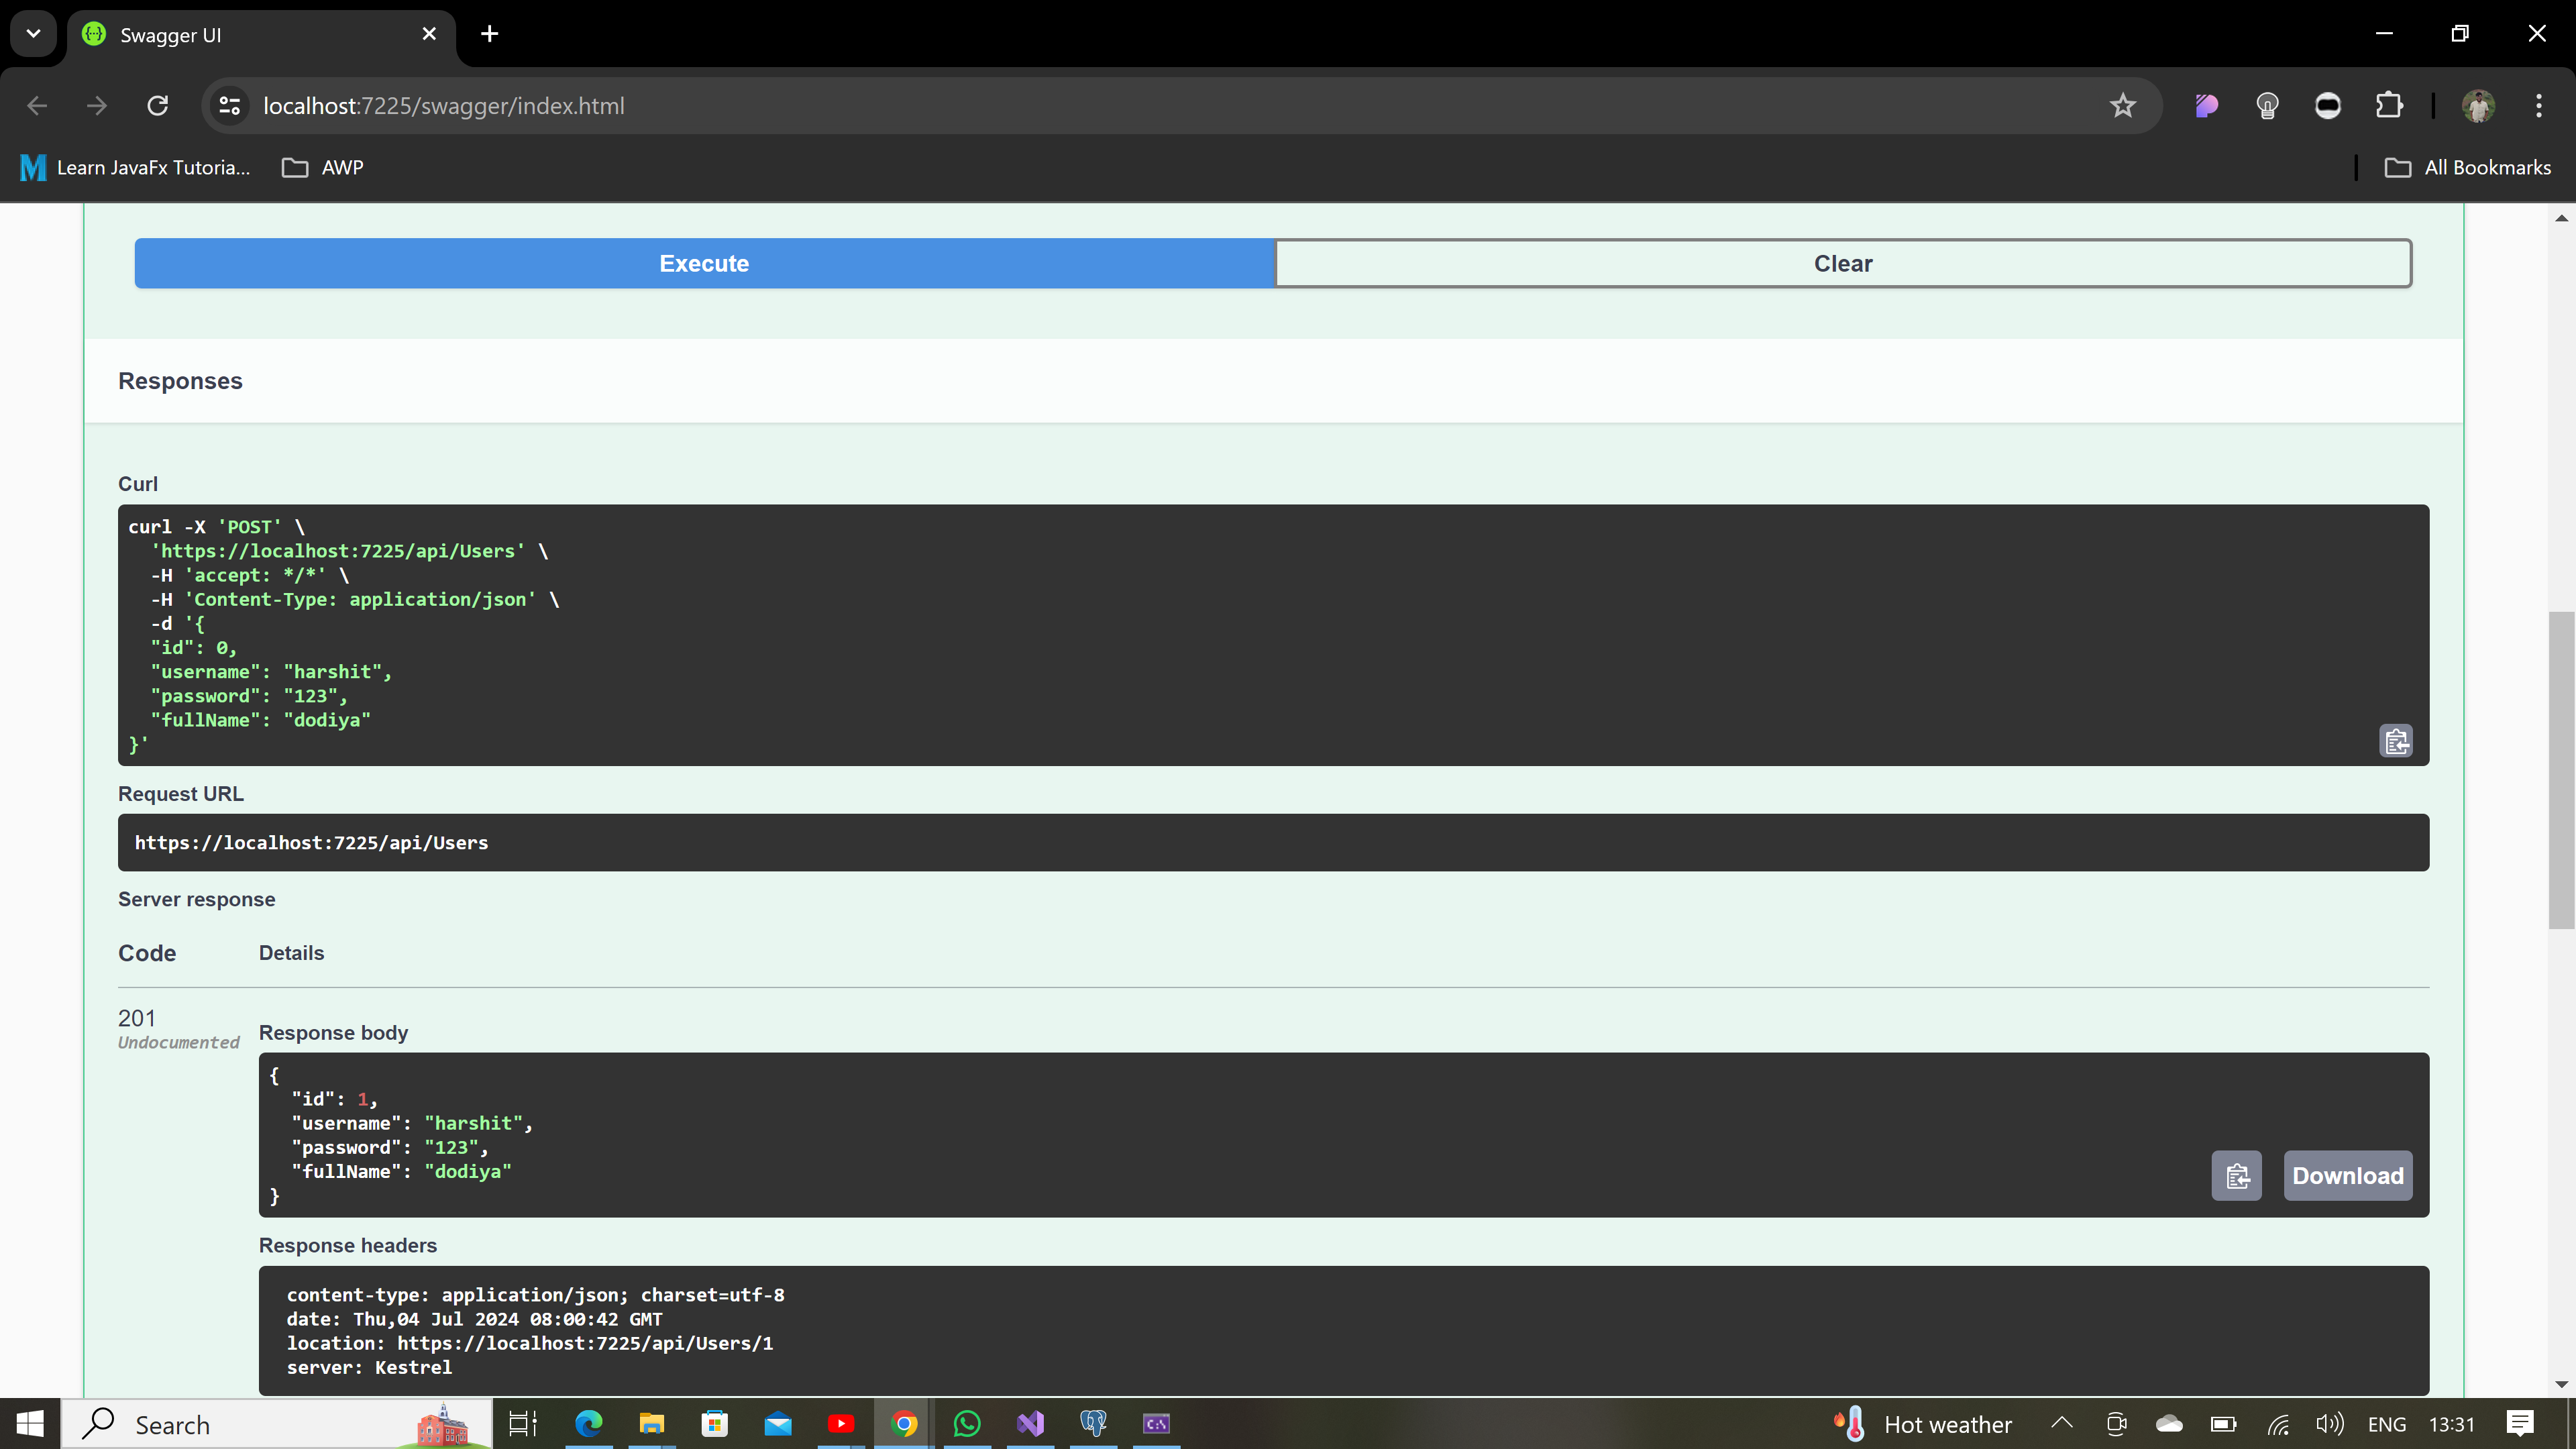 Swagger UI
localhost:7225/swagger/index.html
M Learn JavaFx Tutoria...
AWP
All Bookmarks
Execute
Clear
Responses
Curl
curl -X 'POST' \
'https://localhost:7225/api/Users' \
-H 'accept: */*' \
-H 'Content-Type: application/json' \
-d '{
"id": 0,
"username": "harshit",
"password": "123",
"fullName": "dodiya"
}'
Request URL
https://localhost:7225/api/Users
Server response
Code Details
201
Undocumented
Response body
{
"id": 1,
"username": "harshit",
"password": "123",
"fullName": "dodiya"
}
Download
Response headers
content-type: application/json; charset=utf-8
date: Thu,04 Jul 2024 08:00:42 GMT
location: https://localhost:7225/api/Users/1
server: Kestrel
Search
C:\
Hot weather
ENG
13:31